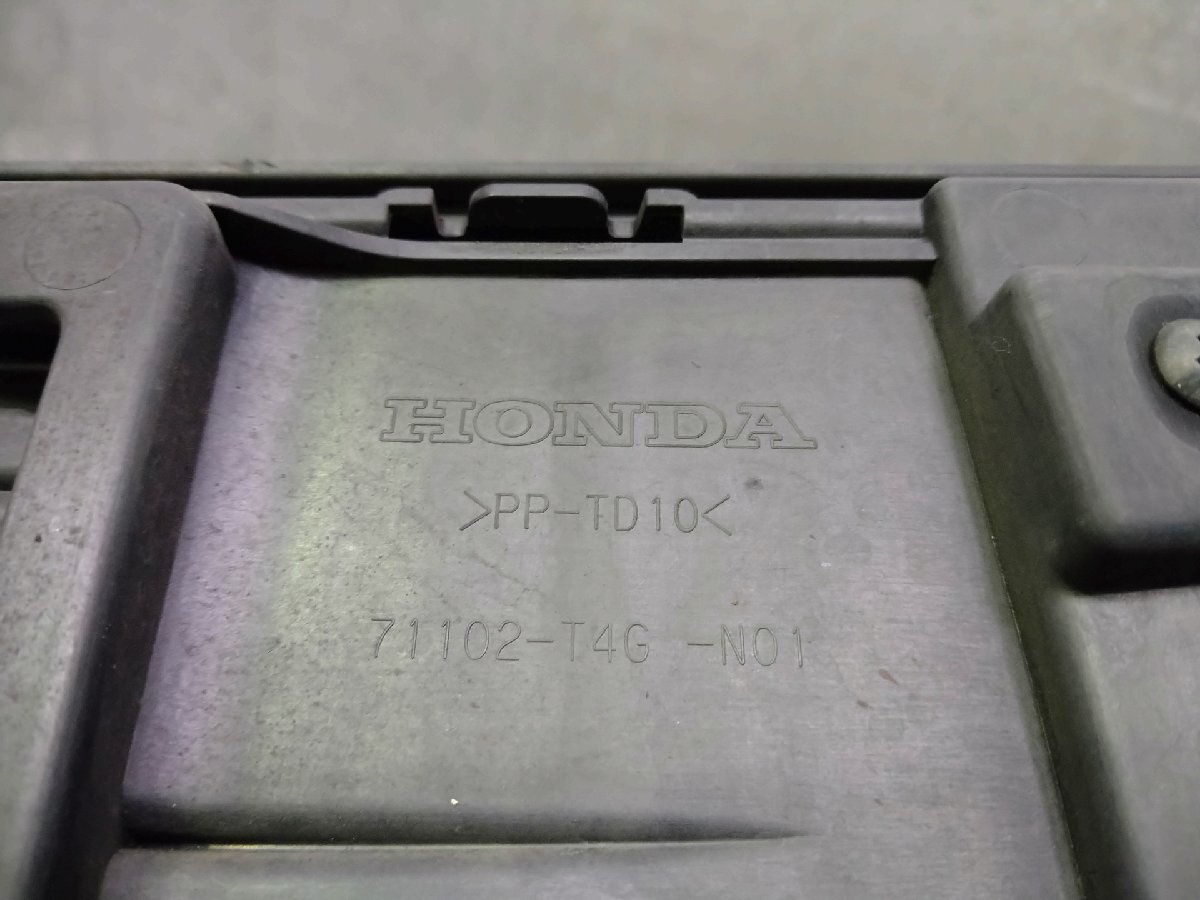 HONDA
>PP-TD10<
71102-T4G -N01